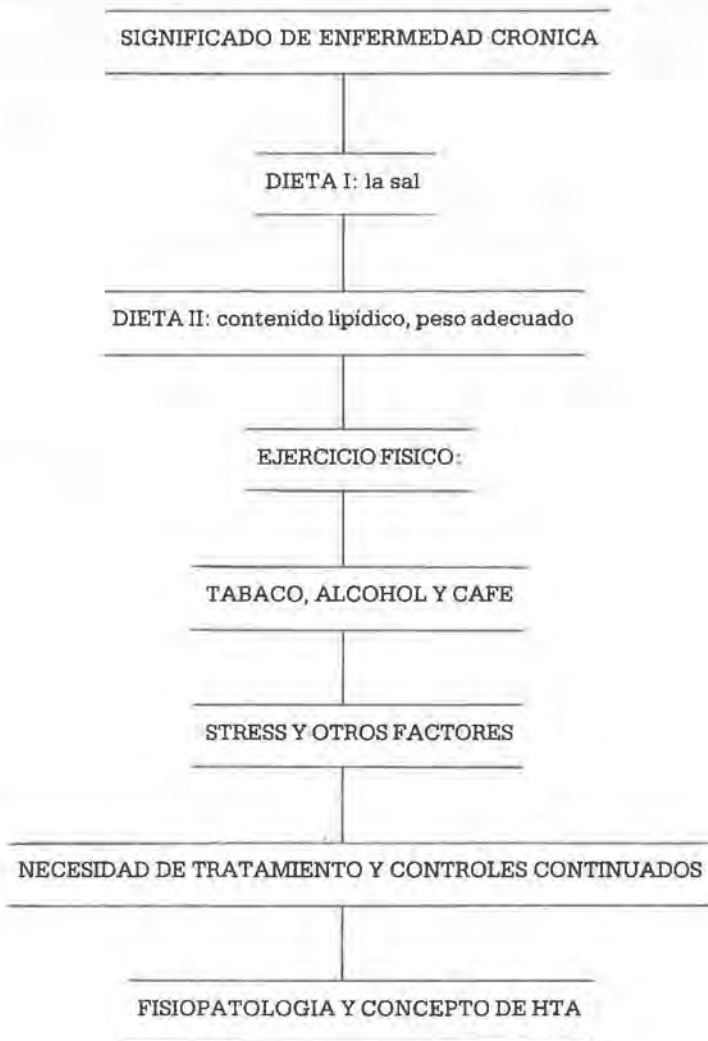 SIGNIFICADO DE ENFERMEDAD CRONICA
DIETA I: la sal
DIETA II: contenido lipídico, peso adecuado
EJERCICIO FISICO:
TABACO, ALCOHOL Y CAFE
STRESS Y OTROS FACTORES
NECESIDAD DE TRATAMIENTO Y CONTROLES CONTINUADOS
FISIOPATOLOGIA Y CONCEPTO DE HTA